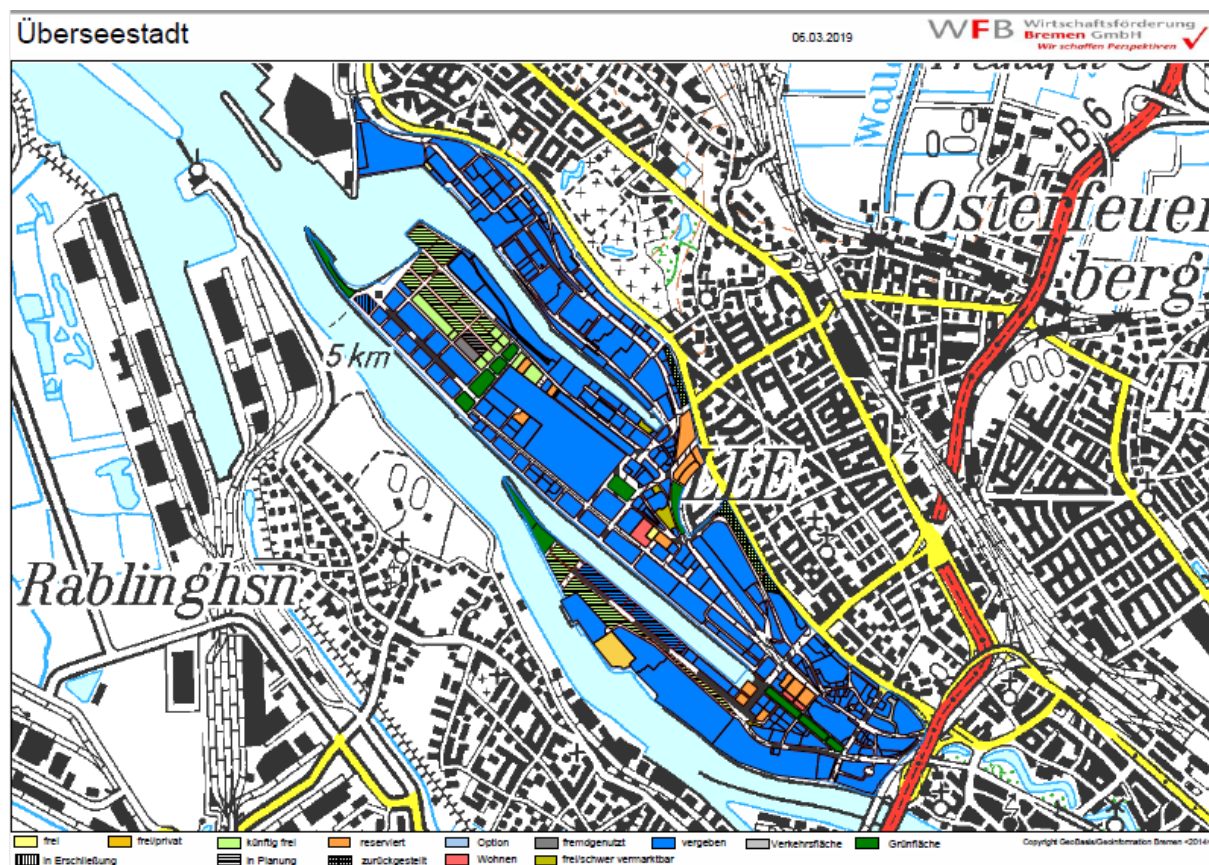 Überseestadt
06.03.2019
WFB Wirtschaftsförderung
Bremen GmbH
Wir schaffen Perspektiven
Wall
B 6
Osterfeuer
berg
5 km
LLE
Rablinghsn
frei frei/privat künftig frei reserviert Option fremdgenutzt vergeben Verkehrsfläche Grünfläche
in Erschließung in Planung zurückgestellt Wohnen frei/schwer vermarktbar
Copyright GeoBasis/Geoinformation Bremen